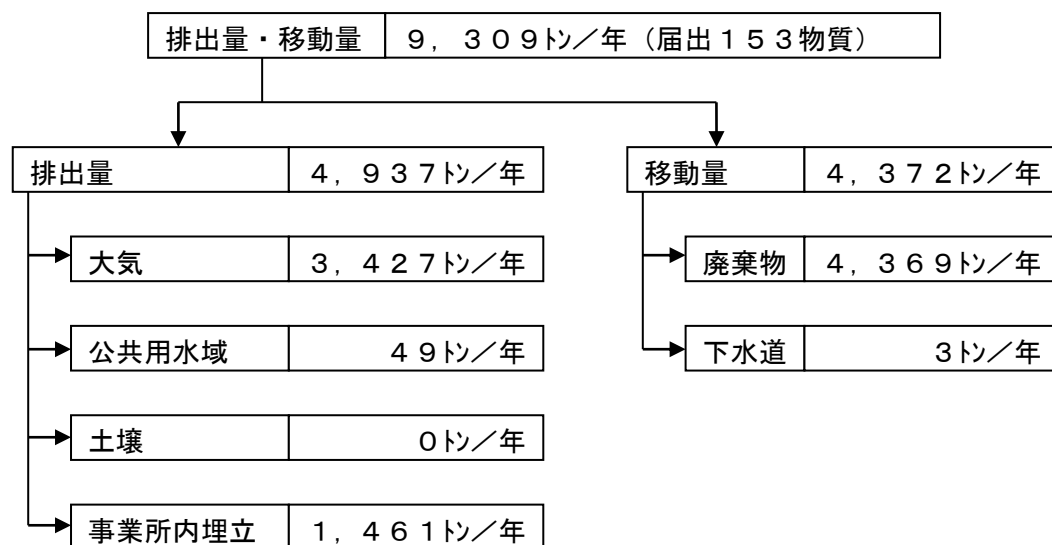 排出量・移動量 ９，３０９㌧／年（届出１５３物質）
排出量 ４，９３７㌧／年
移動量 ４，３７２㌧／年
大気 ３，４２７㌧／年
廃棄物 ４，３６９㌧／年
公共用水域 ４９㌧／年
下水道 ３㌧／年
土壌 ０㌧／年
事業所内埋立 １，４６１㌧／年